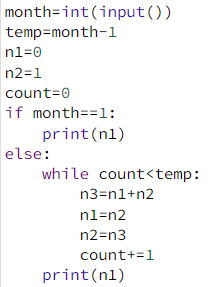 month=int(input())
temp=month-1
n1=0
n2=1
count=0
if month==1:
    print(n1)
else:
    while count<temp:
        n3=n1+n2
        n1=n2
        n2=n3
        count+=1
    print(n1)